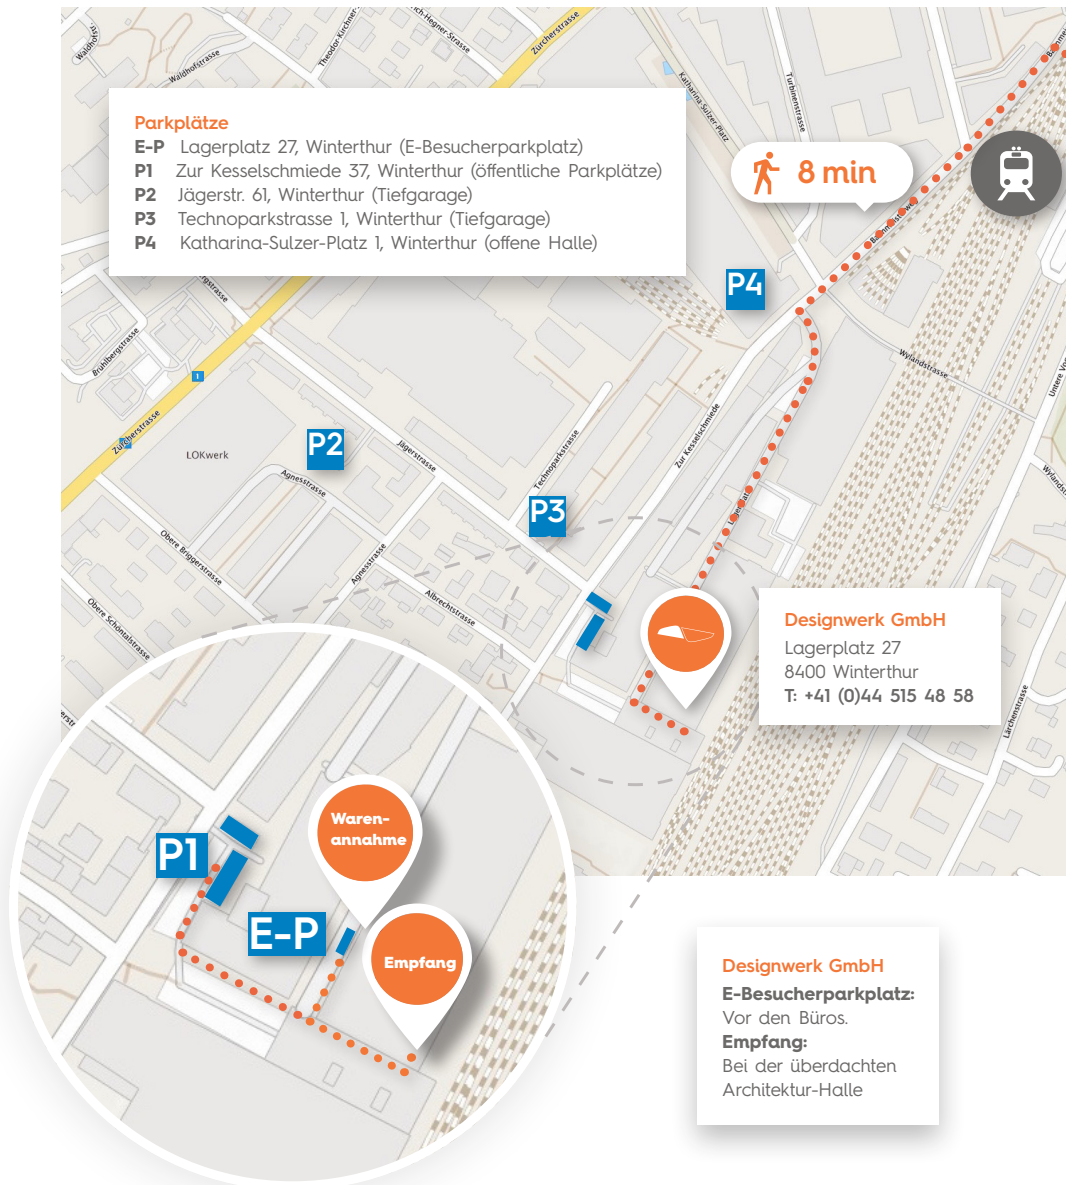 Waldhofstrasse
Theodor-Kirchner-
Zürcherstrasse
Katharina-Sulzer-Platz
Turbinenstrasse
Parkplätze
E-P Lagerplatz 27, Winterthur (E-Besucherparkplatz)
P1 Zur Kesselschmiede 37, Winterthur (öffentliche Parkplätze)
P2 Jägerstr. 61, Winterthur (Tiefgarage)
P3 Technoparkstrasse 1, Winterthur (Tiefgarage)
P4 Katharina-Sulzer-Platz 1, Winterthur (offene Halle)
8 min
P4
Brühlbergstrasse
Wylandstrasse
Zürcherstrasse
LOKwerk
P2
Jägerstrasse
Agnesstrasse
Technoparkstrasse
Zur Kesselschmiede
P3
Obere Briggerstrasse
Agnesstrasse
Albrechtstrasse
Obere Schöntalstrasse
Designwerk GmbH
Lagerplatz 27
8400 Winterthur
T: +41 (0)44 515 48 58
Lärchenstrasse
Waren-
annahme
P1
E-P
Empfang
Designwerk GmbH
E-Besucherparkplatz:
Vor den Büros.
Empfang:
Bei der überdachten
Architektur-Halle